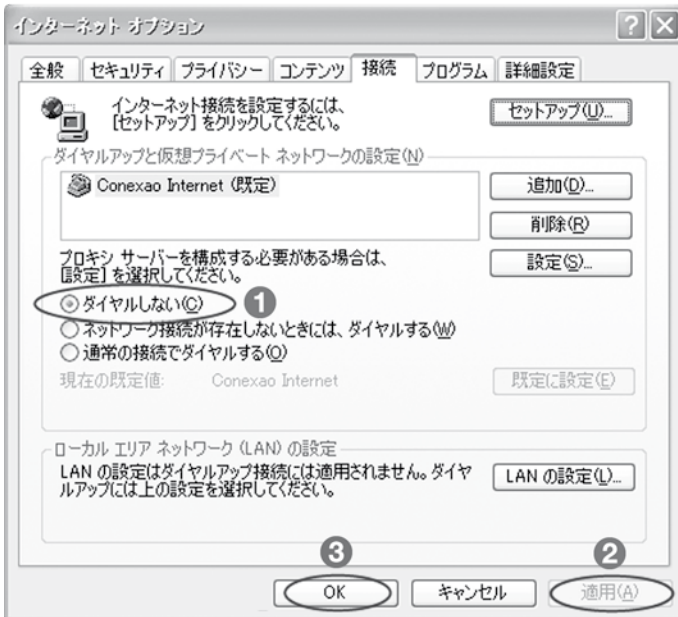 インターネット オプション
全般 セキュリティ プライバシー コンテンツ 接続 プログラム 詳細設定
インターネット接続を設定するには、
[セットアップ] をクリックしてください。
セットアップ(U)...
ダイヤルアップと仮想プライベート ネットワークの設定(N)
Conexao Internet (既定)
追加(D)...
削除(R)
プロキシ サーバーを構成する必要がある場合は、
[設定] を選択してください。
設定(S)...
ダイヤルしない(C) 1
ネットワーク接続が存在しないときには、ダイヤルする(W)
通常の接続でダイヤルする(O)
現在の既定値: Conexao Internet 既定に設定(E)
ローカル エリア ネットワーク (LAN) の設定
LAN の設定はダイヤルアップ接続には適用されません。ダイヤ
ルアップには上の設定を選択してください。
LAN の設定(L)...
3 2
OK キャンセル 適用(A)